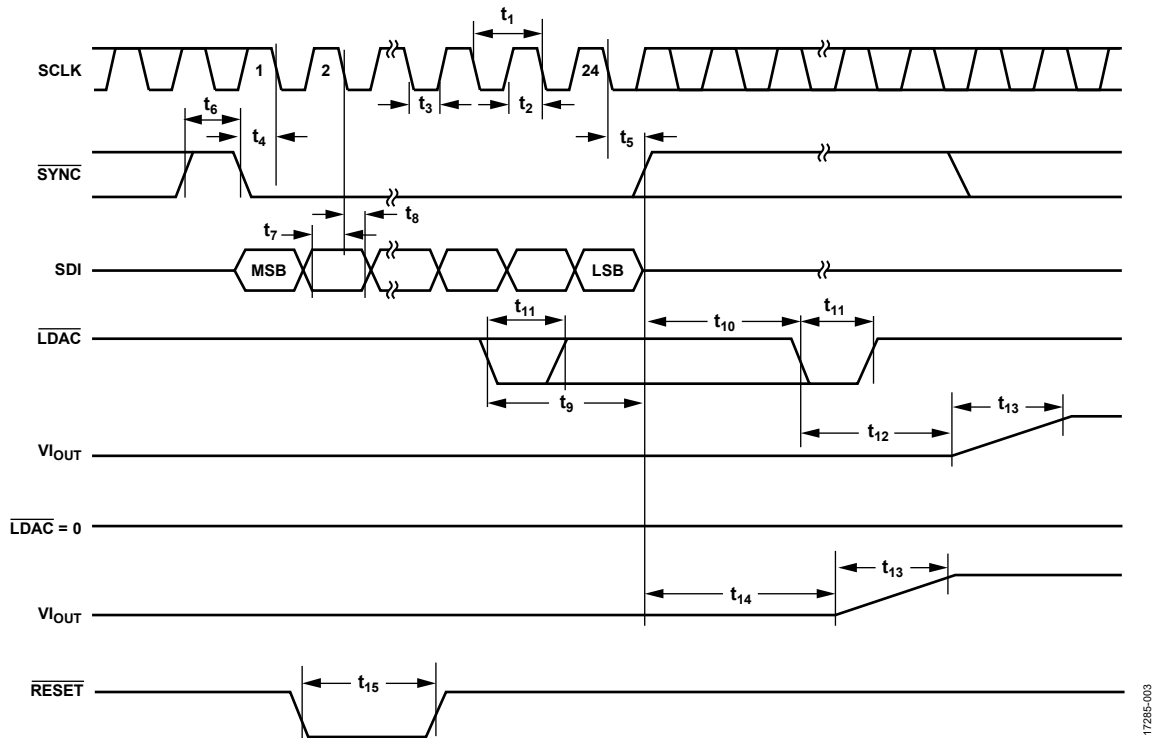 t1
SCLK 1 2 24
t3 t2
t6
t4 t5
SYNC
t8
t7
SDI MSB LSB
t11 t10 t11
LDAC
t9 t13
t12
VIOUT
LDAC = 0
t13
t14
VIOUT
RESET t15
17285-003